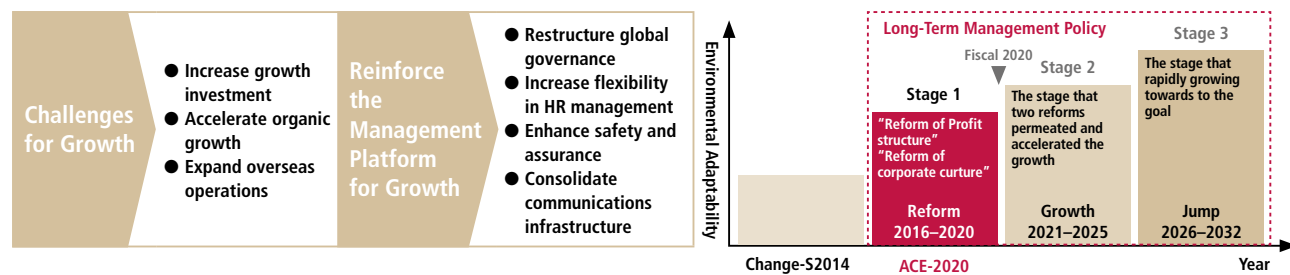 Challenges
for Growth
● Increase growth
investment
● Accelerate organic
growth
● Expand overseas
operations
Reinforce
the
Management
Platform
for Growth
● Restructure global
governance
● Increase flexibility
in HR management
● Enhance safety and
assurance
● Consolidate
communications
infrastructure
Environmental Adaptability
Long-Term Management Policy
Fiscal 2020
Stage 1
"Reform of Profit
structure"
"Reform of
corporate curture"
Reform
2016–2020
Stage 2
The stage that
two reforms
permeated and
accelerated the
growth
Growth
2021–2025
Stage 3
The stage that
rapidly growing
towards to the
goal
Jump
2026–2032
Change-S2014
ACE-2020
Year